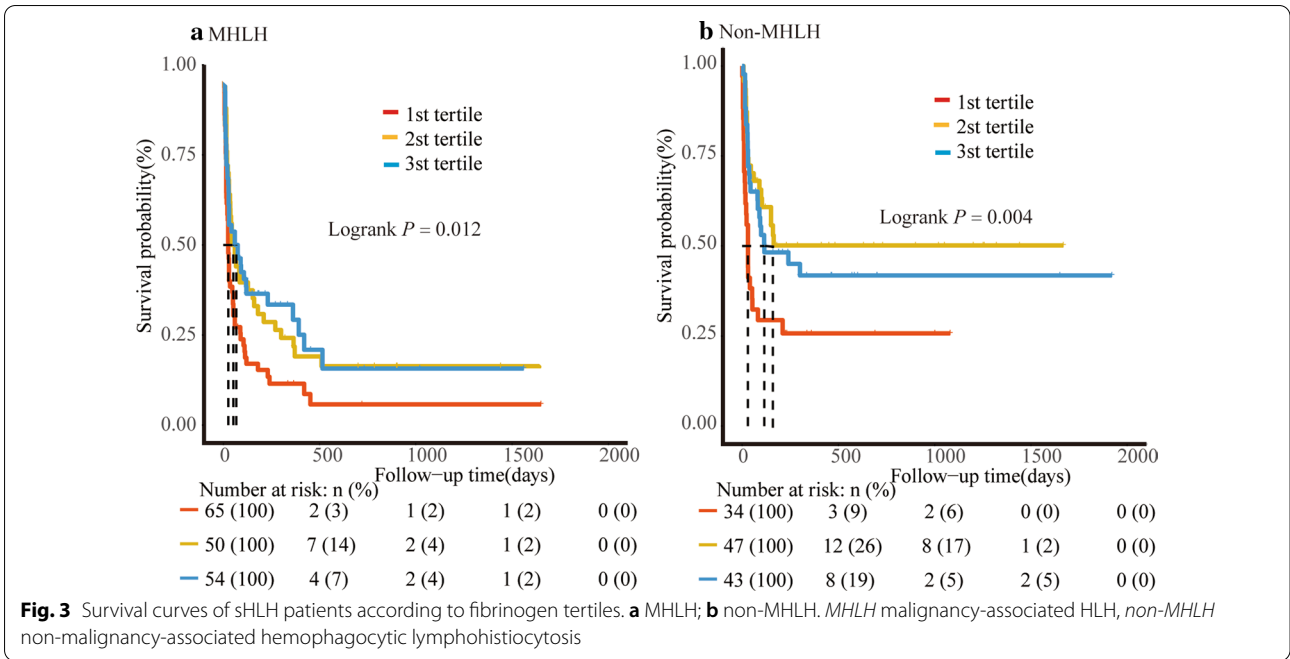 a MHLH
1.00
0.75
0.50
0.25
0.00
Survival probability(%)
1st tertile
2st tertile
3st tertile
Logrank P = 0.012
0 500 1000 1500 2000
Follow−up time(days)
Number at risk: n (%)
65 (100) 2 (3) 1 (2) 1 (2) 0 (0)
50 (100) 7 (14) 2 (4) 1 (2) 0 (0)
54 (100) 4 (7) 2 (4) 1 (2) 0 (0)
b Non-MHLH
1.00
0.75
0.50
0.25
0.00
Survival probability(%)
1st tertile
2st tertile
3st tertile
Logrank P = 0.004
0 500 1000 1500 2000
Follow−up time(days)
Number at risk: n (%)
34 (100) 3 (9) 2 (6) 0 (0) 0 (0)
47 (100) 12 (26) 8 (17) 1 (2) 0 (0)
43 (100) 8 (19) 2 (5) 2 (5) 0 (0)
Fig. 3 Survival curves of sHLH patients according to fibrinogen tertiles. a MHLH; b non-MHLH. MHLH malignancy-associated HLH, non-MHLH
non-malignancy-associated hemophagocytic lymphohistiocytosis